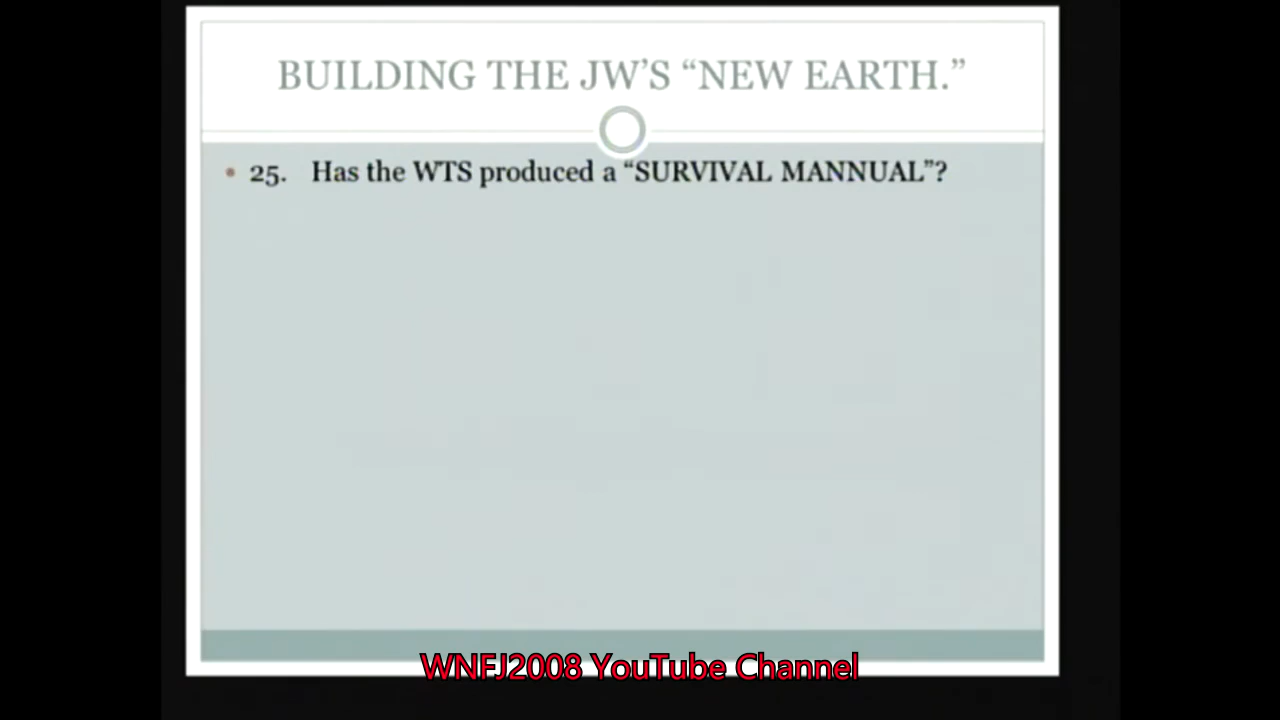 BUILDING THE JW'S “NEW EARTH.”
• 25. Has the WTS produced a “SURVIVAL MANNUAL”?
WNFJ2008 YouTube Channel